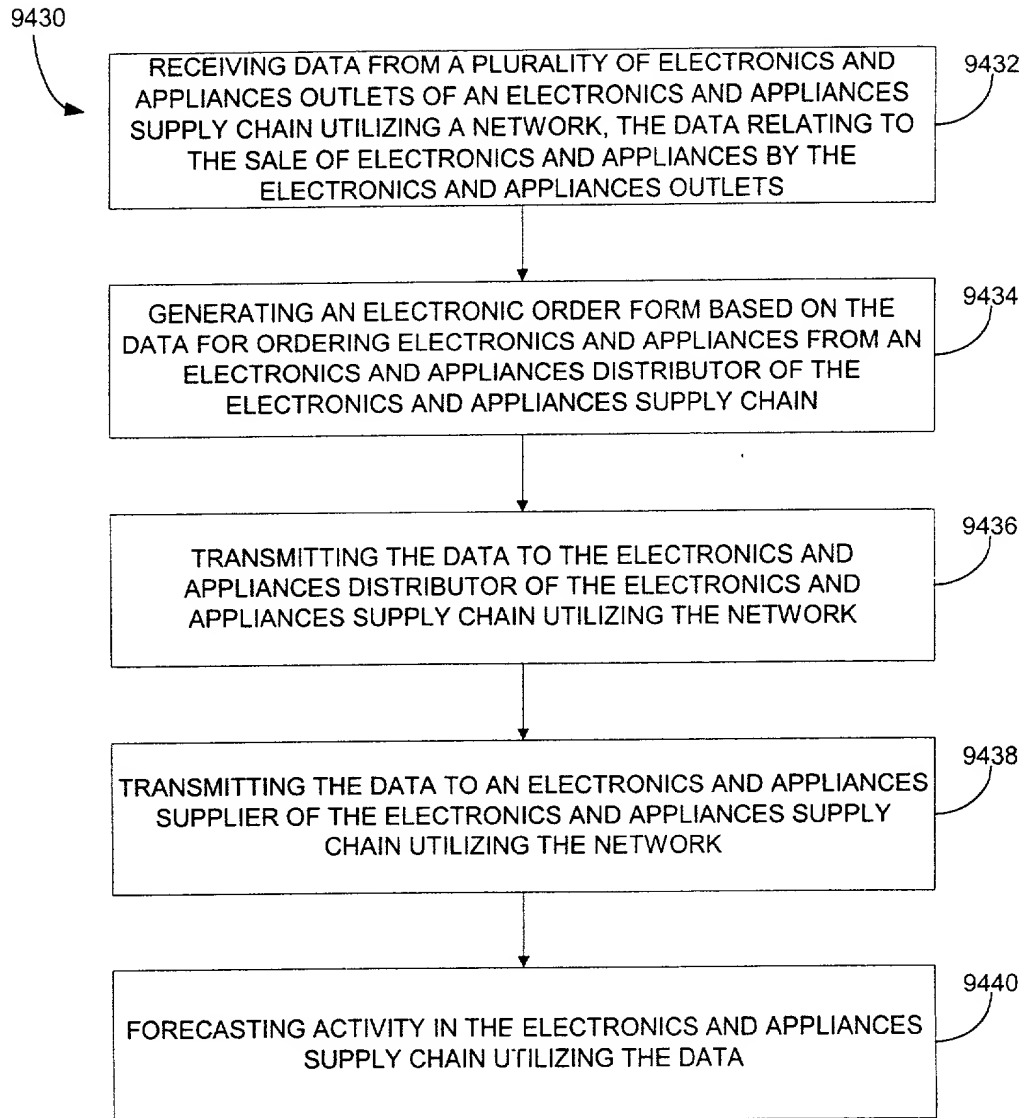 9430
RECEIVING DATA FROM A PLURALITY OF ELECTRONICS AND
APPLIANCES OUTLETS OF AN ELECTRONICS AND APPLIANCES
SUPPLY CHAIN UTILIZING A NETWORK, THE DATA RELATING TO
THE SALE OF ELECTRONICS AND APPLIANCES BY THE
ELECTRONICS AND APPLIANCES OUTLETS
9432
GENERATING AN ELECTRONIC ORDER FORM BASED ON THE
DATA FOR ORDERING ELECTRONICS AND APPLIANCES FROM AN
ELECTRONICS AND APPLIANCES DISTRIBUTOR OF THE
ELECTRONICS AND APPLIANCES SUPPLY CHAIN
9434
TRANSMITTING THE DATA TO THE ELECTRONICS AND
APPLIANCES DISTRIBUTOR OF THE ELECTRONICS AND
APPLIANCES SUPPLY CHAIN UTILIZING THE NETWORK
9436
TRANSMITTING THE DATA TO AN ELECTRONICS AND APPLIANCES
SUPPLIER OF THE ELECTRONICS AND APPLIANCES SUPPLY
CHAIN UTILIZING THE NETWORK
9438
FORECASTING ACTIVITY IN THE ELECTRONICS AND APPLIANCES
SUPPLY CHAIN UTILIZING THE DATA
9440